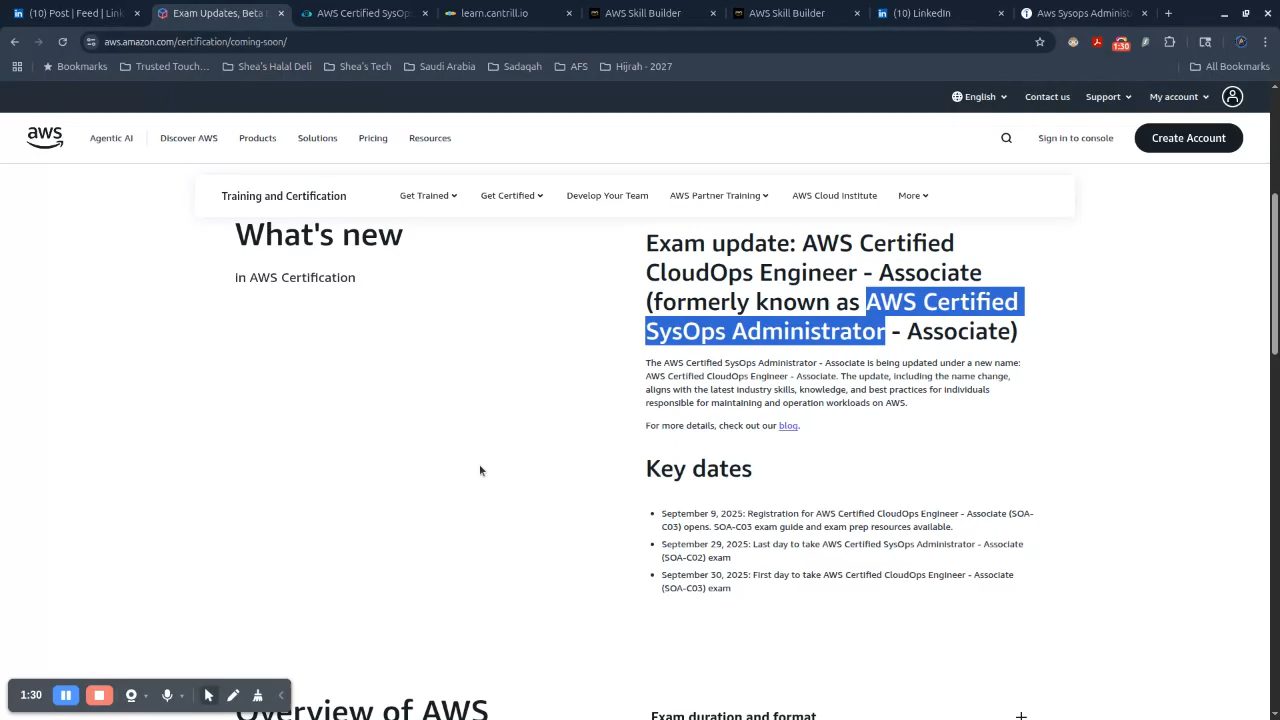 (10) Post | Feed | Link
Exam Updates, Beta
AWS Certified SysOp
learn.cantrill.io
AWS Skill Builder
AWS Skill Builder
(10) LinkedIn
Aws Sysops Administ
aws.amazon.com/certification/coming-soon/
1:30
Bookmarks
Trusted Touch...
Shea's Halal Deli
Shea's Tech
Saudi Arabia
Sadaqah
AFS
Hijrah - 2027
All Bookmarks
English
Contact us
Support
My account
aws
Agentic AI
Discover AWS
Products
Solutions
Pricing
Resources
Sign in to console
Create Account
Training and Certification
Get Trained
Get Certified
Develop Your Team
AWS Partner Training
AWS Cloud Institute
More
What's new
in AWS Certification
Exam update: AWS Certified
CloudOps Engineer - Associate
(formerly known as AWS Certified
SysOps Administrator - Associate)
The AWS Certified SysOps Administrator - Associate is being updated under a new name:
AWS Certified CloudOps Engineer - Associate. The update, including the name change,
aligns with the latest industry skills, knowledge, and best practices for individuals
responsible for maintaining and operation workloads on AWS.
For more details, check out our blog.
Key dates
September 9, 2025: Registration for AWS Certified CloudOps Engineer - Associate (SOA-
C03) opens. SOA-C03 exam guide and exam prep resources available.
September 29, 2025: Last day to take AWS Certified SysOps Administrator - Associate
(SOA-C02) exam
September 30, 2025: First day to take AWS Certified CloudOps Engineer - Associate
(SOA-C03) exam
1:30
Overview of AWS
Exam duration and format